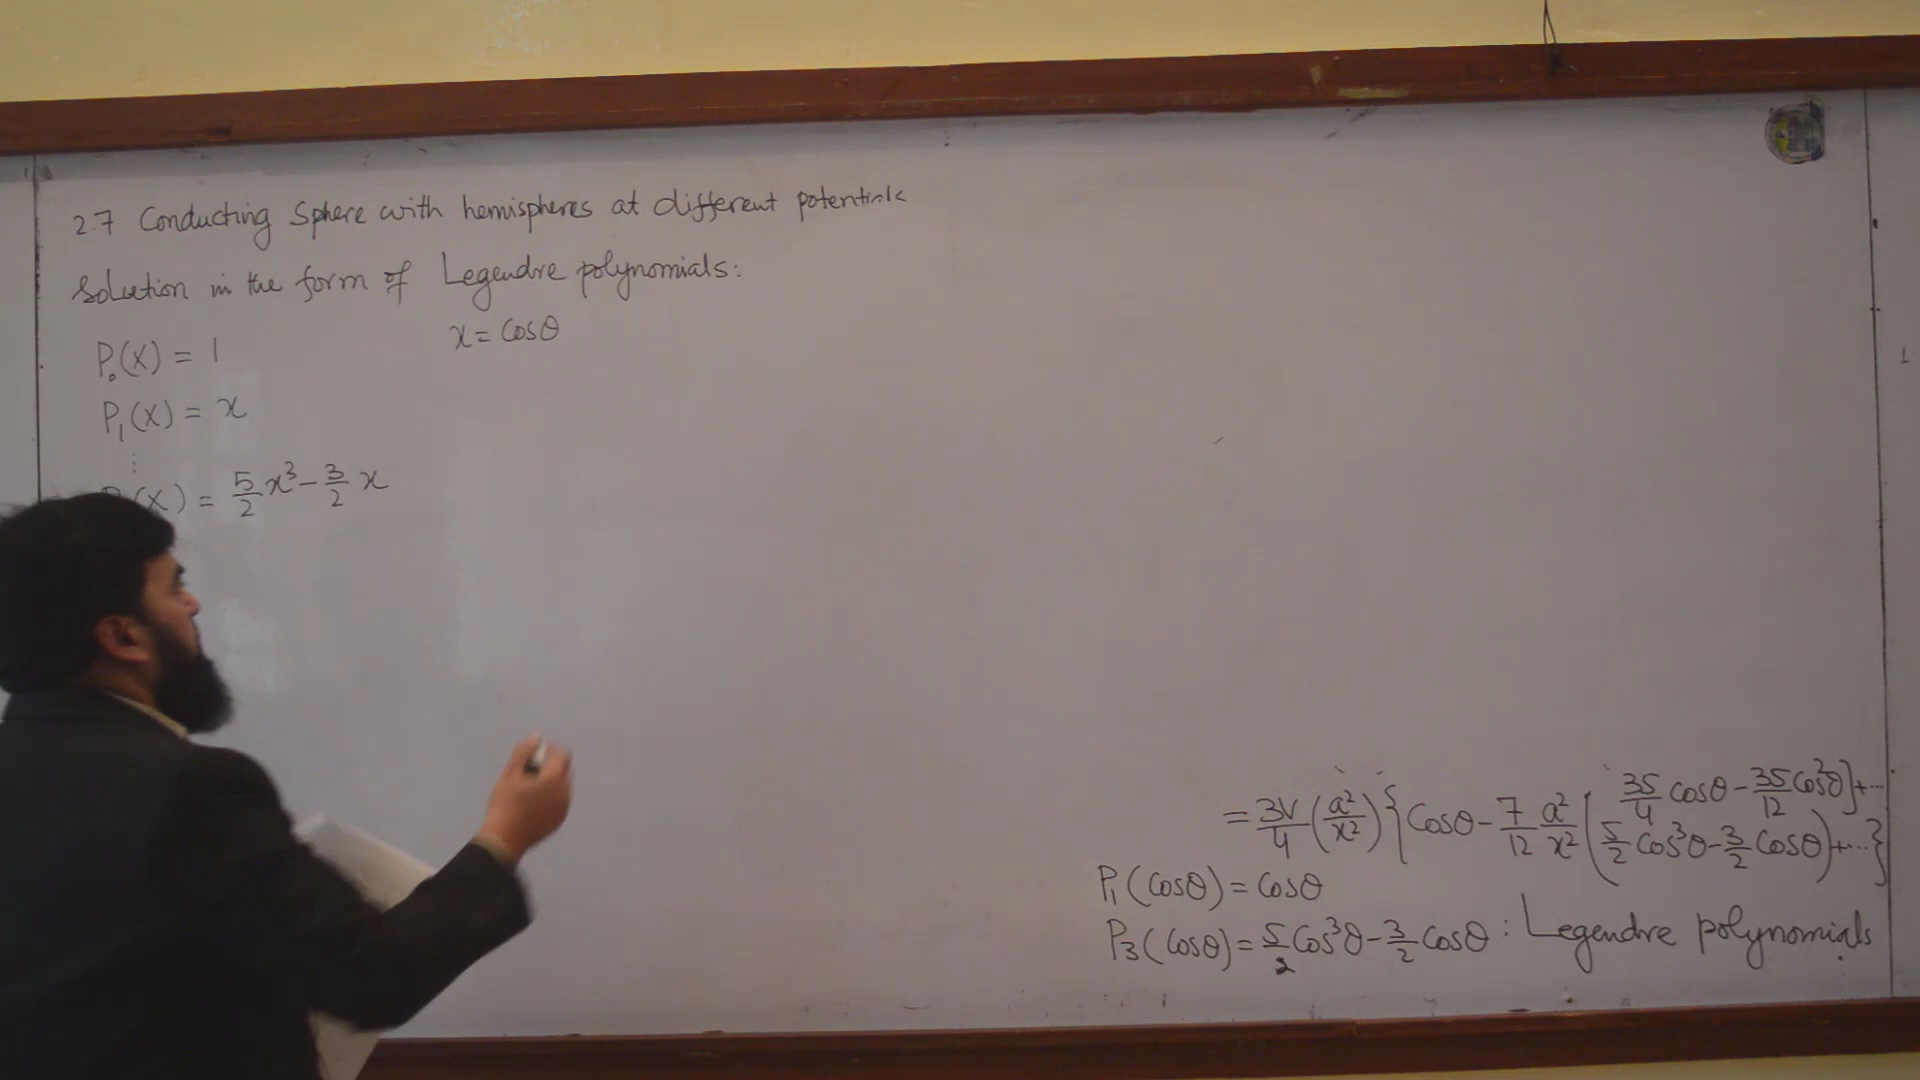 2.7 Conducting Sphere with hemispheres at different potentials
Solution in the form of Legendre polynomials:
x = Cosθ
P₀(x) = 1
P₁(x) = x
⋮
(x) = 5/2 x³ - 3/2 x
35/4 cosθ - 35/12 cos³θ] + ...
= 3V/4 (a²/x²) { Cosθ - 7/12 a²/x² ( 5/2 Cos³θ - 3/2 Cosθ) + ... }
P₁(Cosθ) = Cosθ
P₃(Cosθ) = 5/2 Cos³θ - 3/2 Cosθ : Legendre polynomials